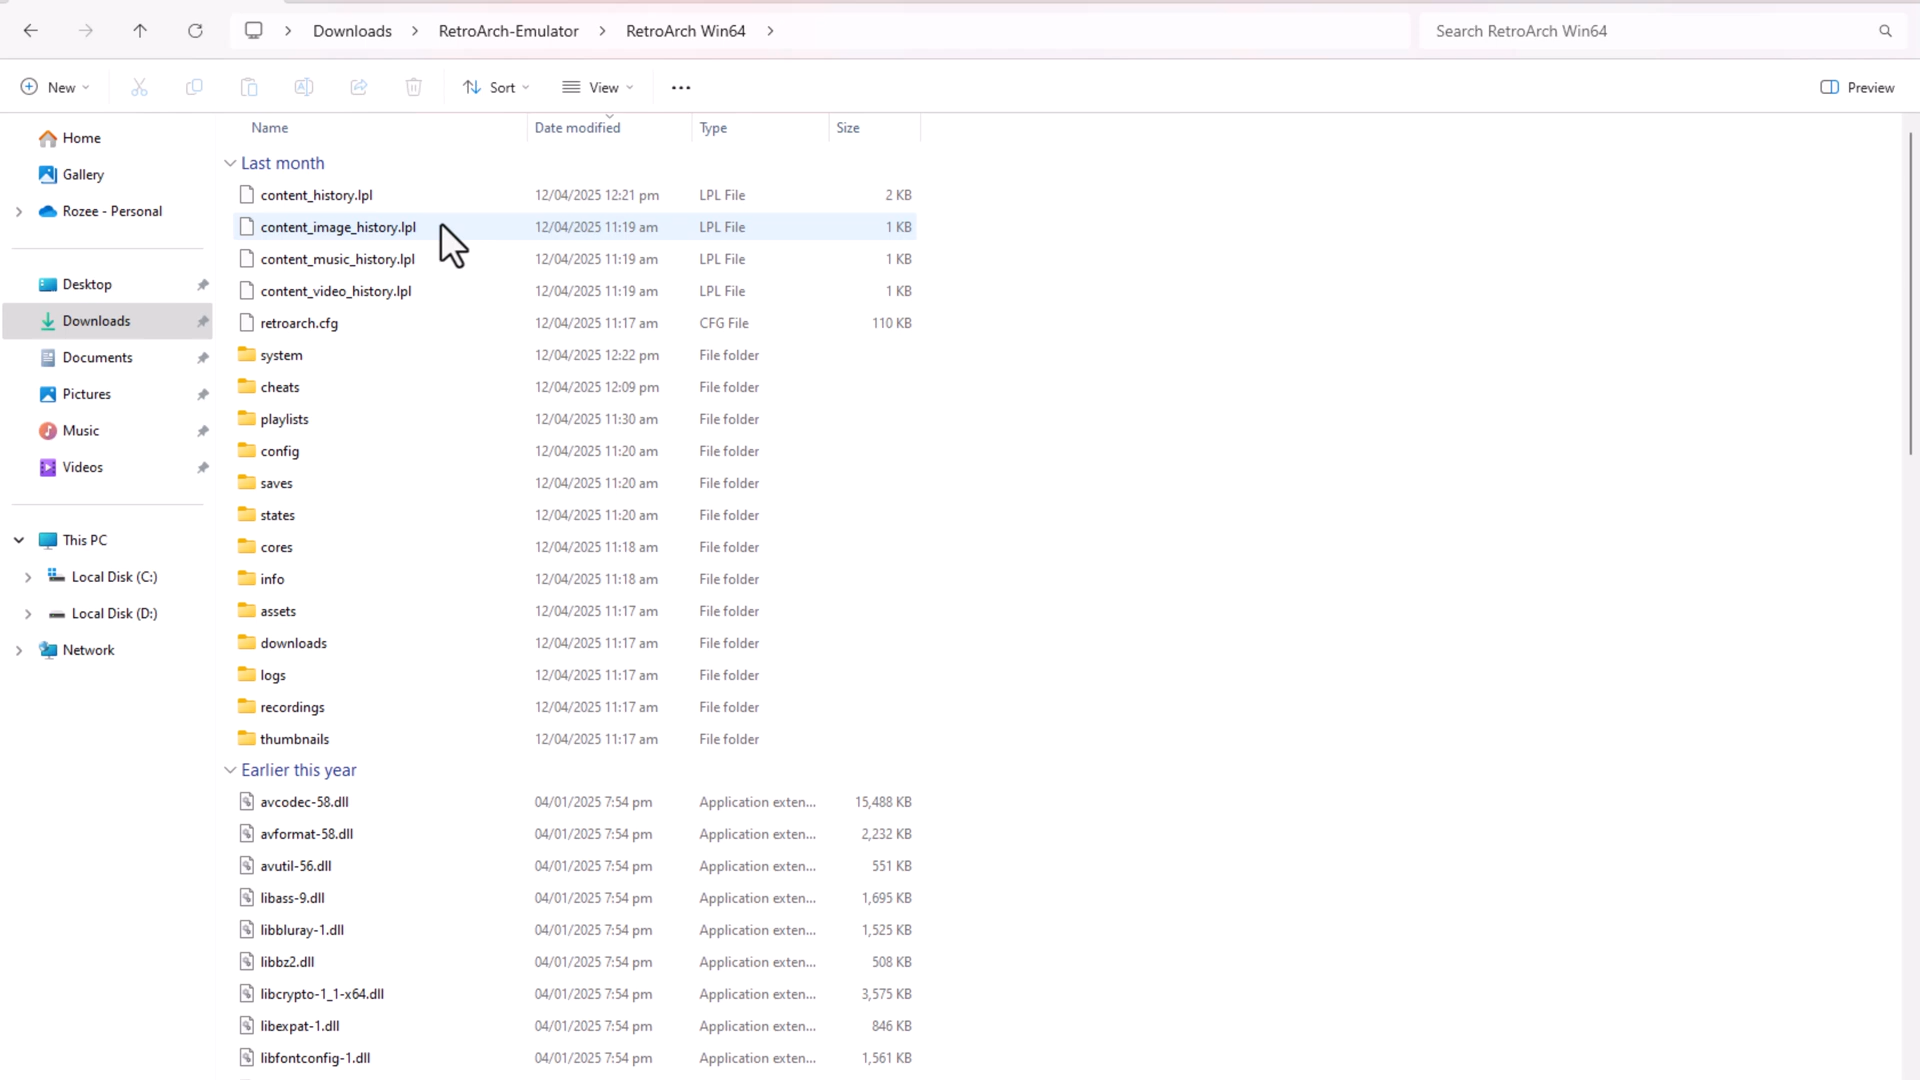 Downloads RetroArch-Emulator RetroArch Win64 Search RetroArch Win64
New Sort View Preview
Home
Gallery
Rozee - Personal
Desktop
Downloads
Documents
Pictures
Music
Videos
This PC
Local Disk (C:)
Local Disk (D:)
Network
Name Date modified Type Size
Last month
content_history.lpl 12/04/2025 12:21 pm LPL File 2 KB
content_image_history.lpl 12/04/2025 11:19 am LPL File 1 KB
content_music_history.lpl 12/04/2025 11:19 am LPL File 1 KB
content_video_history.lpl 12/04/2025 11:19 am LPL File 1 KB
retroarch.cfg 12/04/2025 11:17 am CFG File 110 KB
system 12/04/2025 12:22 pm File folder
cheats 12/04/2025 12:09 pm File folder
playlists 12/04/2025 11:30 am File folder
config 12/04/2025 11:20 am File folder
saves 12/04/2025 11:20 am File folder
states 12/04/2025 11:20 am File folder
cores 12/04/2025 11:18 am File folder
info 12/04/2025 11:18 am File folder
assets 12/04/2025 11:17 am File folder
downloads 12/04/2025 11:17 am File folder
logs 12/04/2025 11:17 am File folder
recordings 12/04/2025 11:17 am File folder
thumbnails 12/04/2025 11:17 am File folder
Earlier this year
avcodec-58.dll 04/01/2025 7:54 pm Application exten... 15,488 KB
avformat-58.dll 04/01/2025 7:54 pm Application exten... 2,232 KB
avutil-56.dll 04/01/2025 7:54 pm Application exten... 551 KB
libass-9.dll 04/01/2025 7:54 pm Application exten... 1,695 KB
libbluray-1.dll 04/01/2025 7:54 pm Application exten... 1,525 KB
libbz2.dll 04/01/2025 7:54 pm Application exten... 508 KB
libcrypto-1_1-x64.dll 04/01/2025 7:54 pm Application exten... 3,575 KB
libexpat-1.dll 04/01/2025 7:54 pm Application exten... 846 KB
libfontconfig-1.dll 04/01/2025 7:54 pm Application exten... 1,561 KB